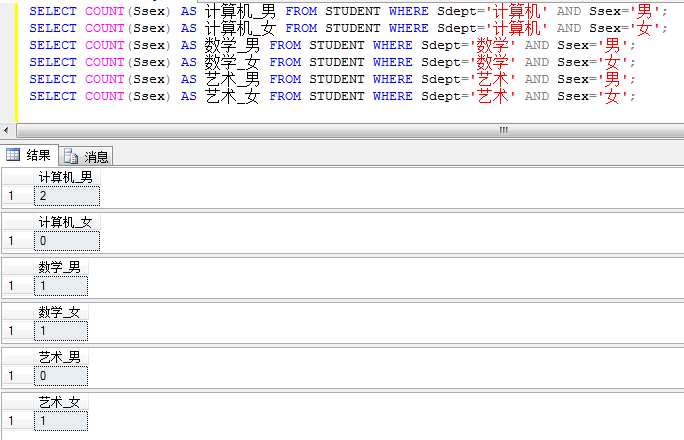 SELECT COUNT(Ssex) AS 计算机_男 FROM STUDENT WHERE Sdept='计算机' AND Ssex='男';
SELECT COUNT(Ssex) AS 计算机_女 FROM STUDENT WHERE Sdept='计算机' AND Ssex='女';
SELECT COUNT(Ssex) AS 数学_男 FROM STUDENT WHERE Sdept='数学' AND Ssex='男';
SELECT COUNT(Ssex) AS 数学_女 FROM STUDENT WHERE Sdept='数学' AND Ssex='女';
SELECT COUNT(Ssex) AS 艺术_男 FROM STUDENT WHERE Sdept='艺术' AND Ssex='男';
SELECT COUNT(Ssex) AS 艺术_女 FROM STUDENT WHERE Sdept='艺术' AND Ssex='女';
结果 消息
计算机_男
1 2
计算机_女
1 0
数学_男
1 1
数学_女
1 1
艺术_男
1 0
艺术_女
1 1